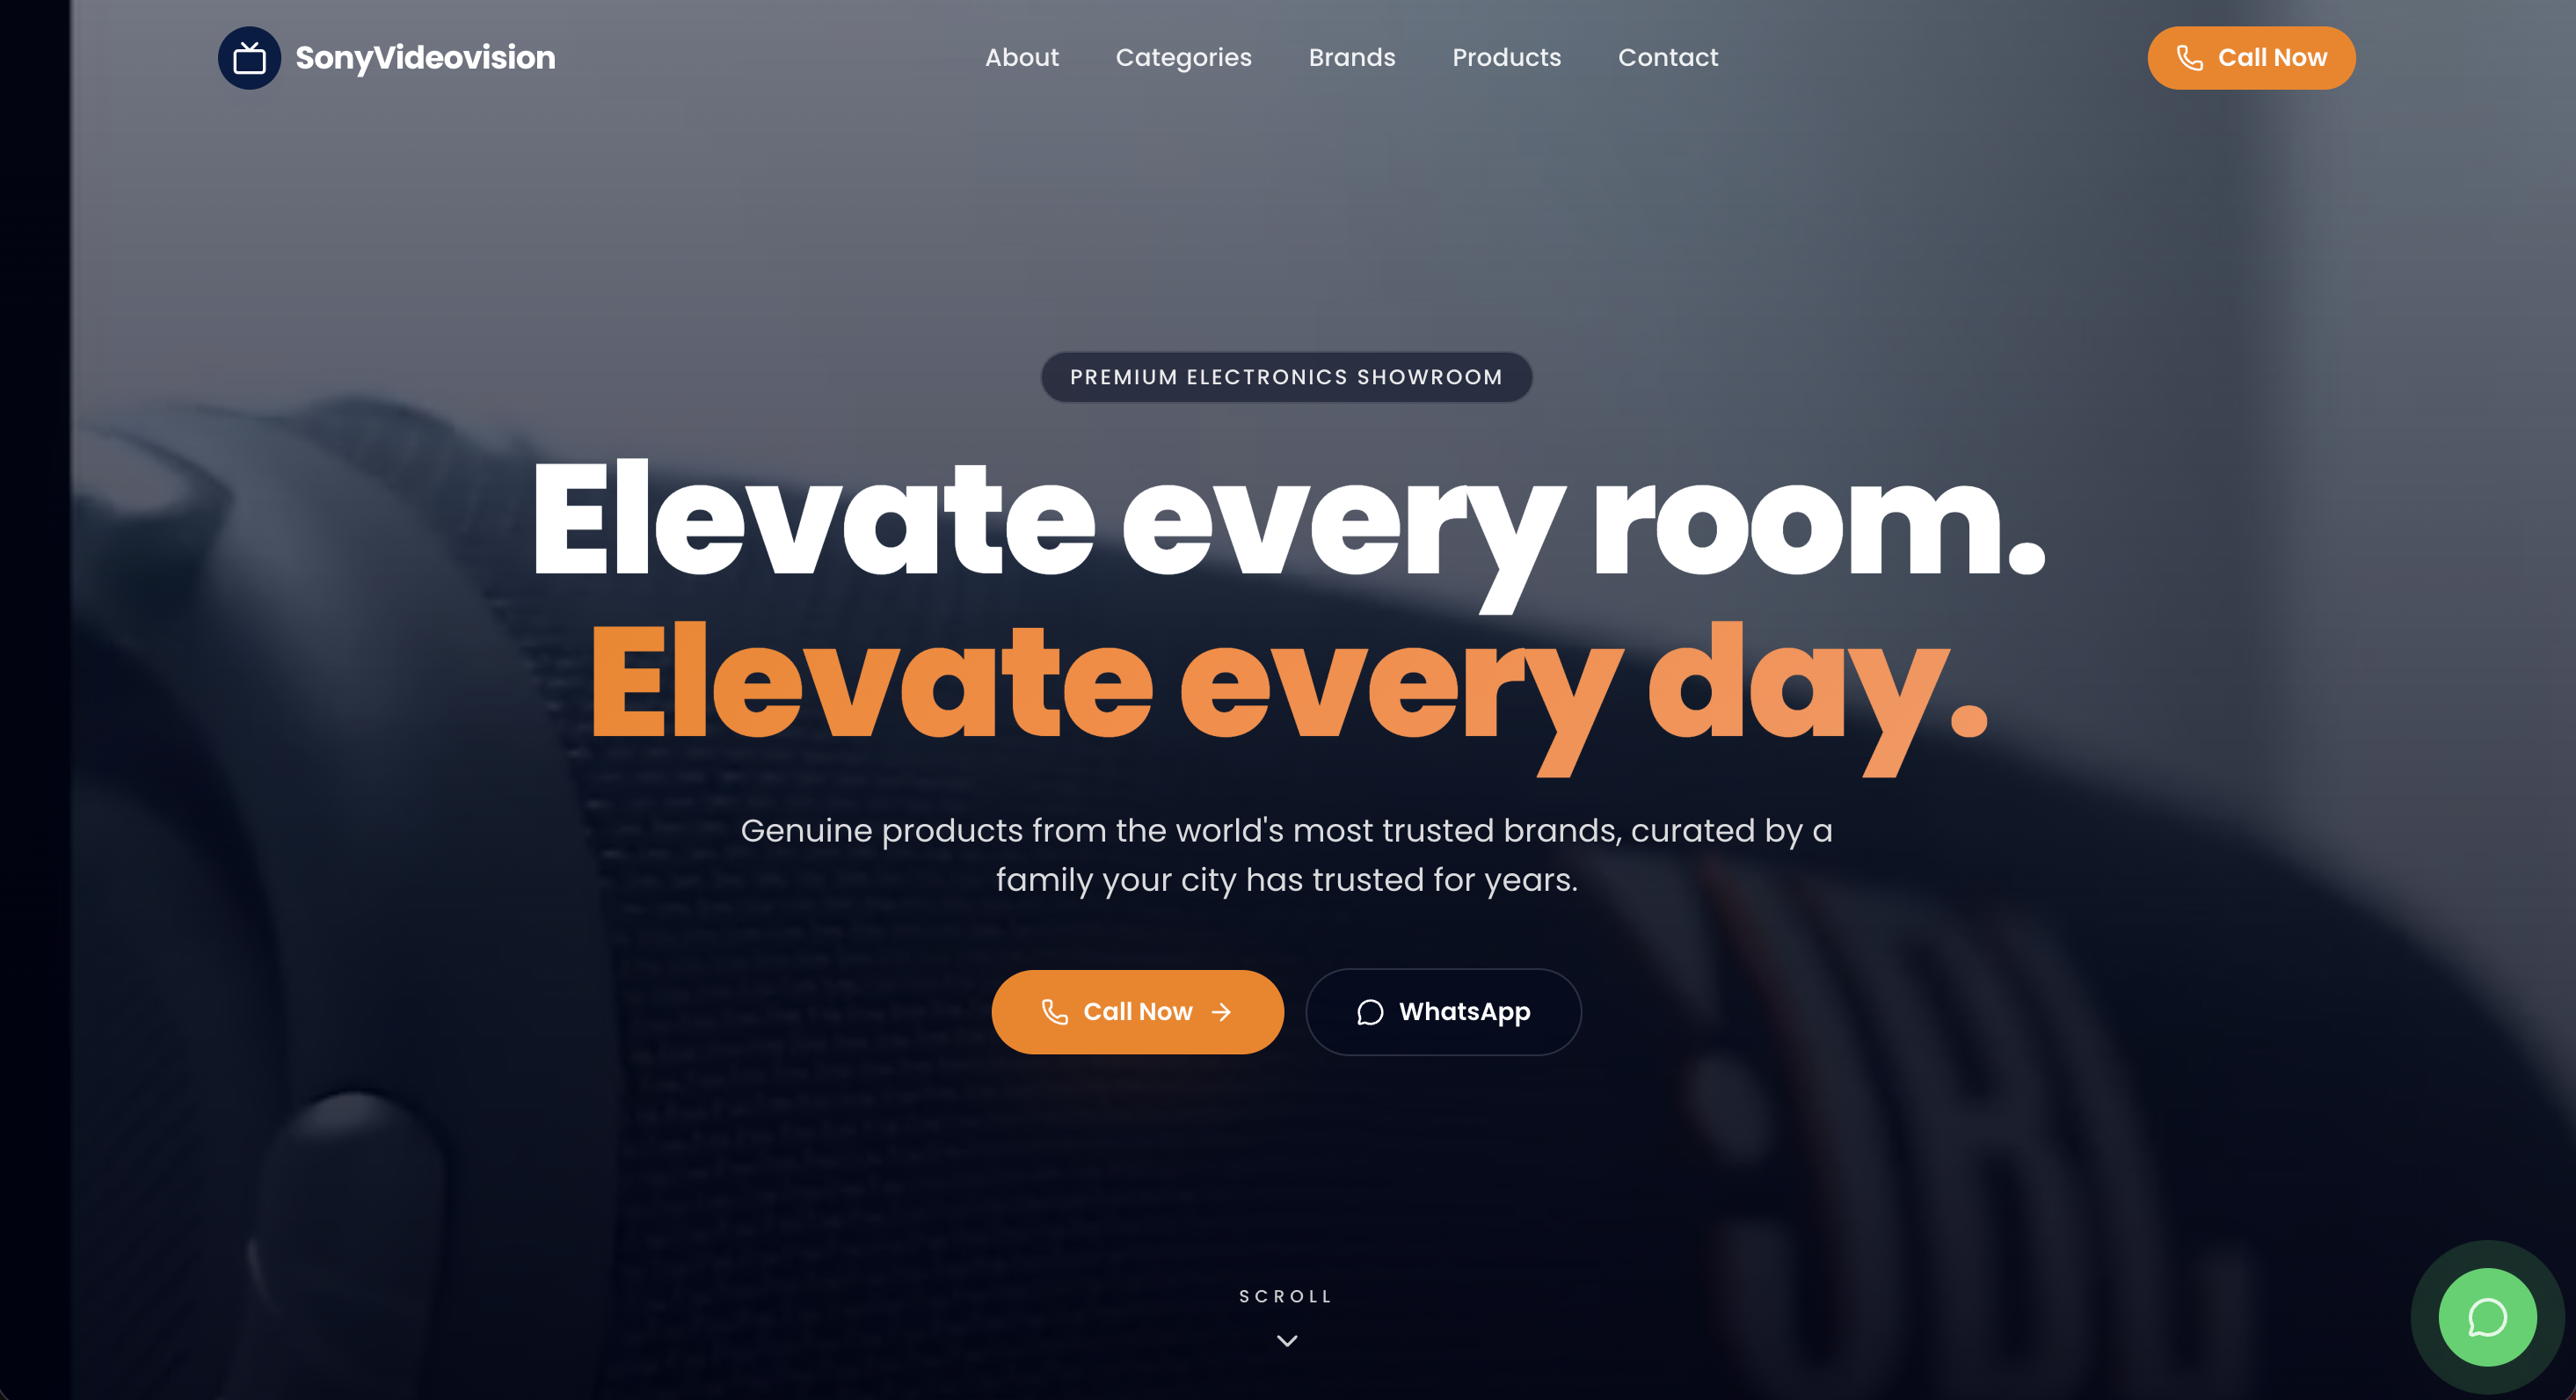 SonyVideovision
About
Categories
Brands
Products
Contact
Call Now
PREMIUM ELECTRONICS SHOWROOM
Elevate every room.
Elevate every day.
Genuine products from the world's most trusted brands, curated by a
family your city has trusted for years.
Call Now
WhatsApp
JBL
SCROLL